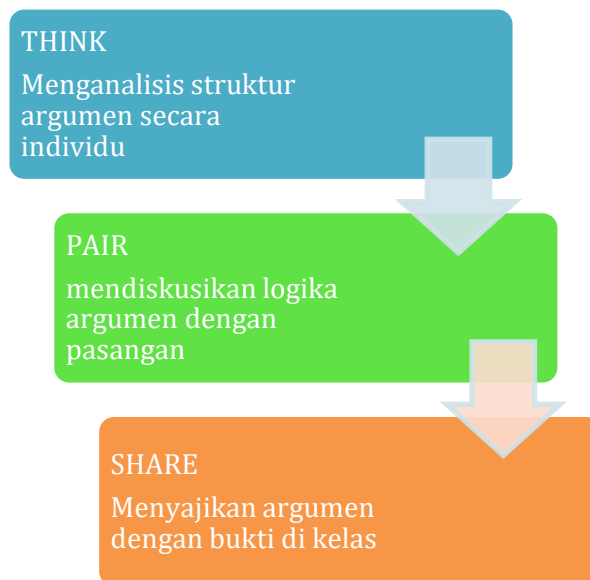 THINK
Menganalisis struktur
argumen secara
individu
PAIR
mendiskusikan logika
argumen dengan
pasangan
SHARE
Menyajikan argumen
dengan bukti di kelas